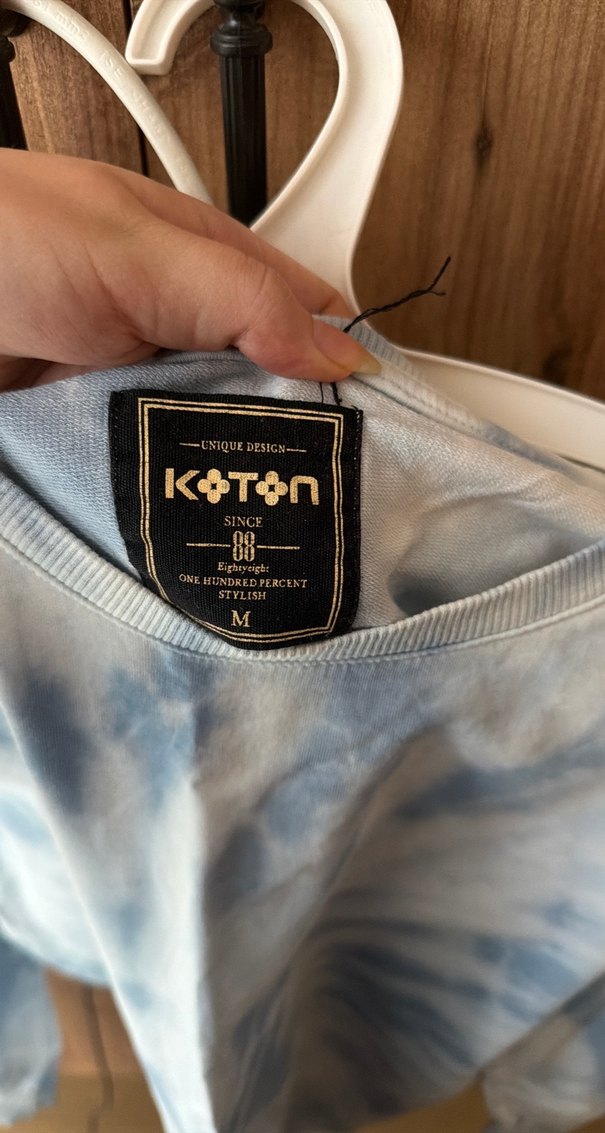 UNIQUE DESIGN
KOTON
SINCE
88
Eightyeight
ONE HUNDRED PERCENT
STYLISH
M